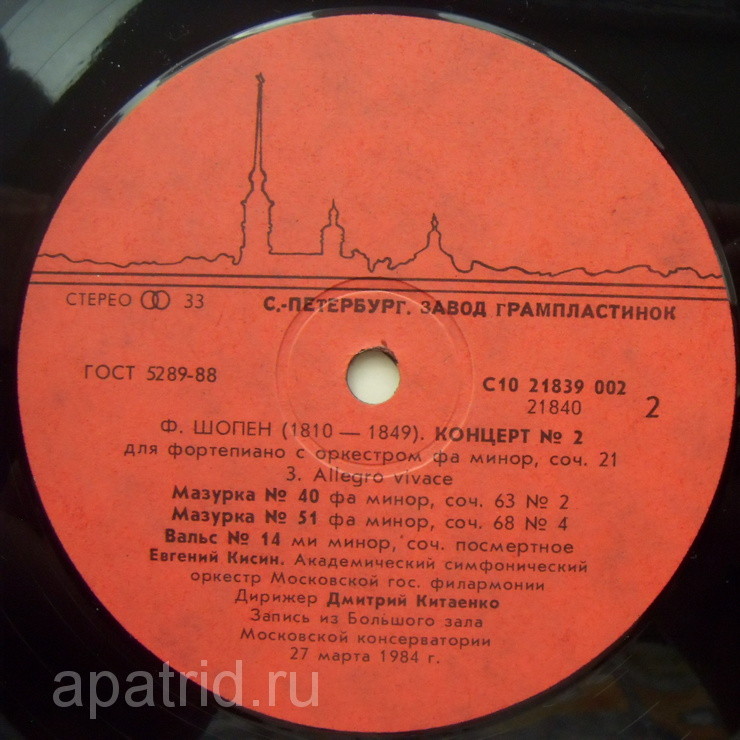 СТЕРЕО 33
С.-ПЕТЕРБУРГ. ЗАВОД ГРАМПЛАСТИНОК
ГОСТ 5289-88
С10 21839 002
21840
2
Ф. ШОПЕН (1810 — 1849). КОНЦЕРТ № 2
для фортепиано с оркестром фа минор, соч. 21
3. Allegro vivace
Мазурка № 40 фа минор, соч. 63 № 2
Мазурка № 51 фа минор, соч. 68 № 4
Вальс № 14 ми минор, соч. посмертное
Евгений Кисин. Академический симфонический
оркестр Московской гос. филармонии
Дирижер Дмитрий Китаенко
Запись из Большого зала
Московской консерватории
27 марта 1984 г.
apatrid.ru